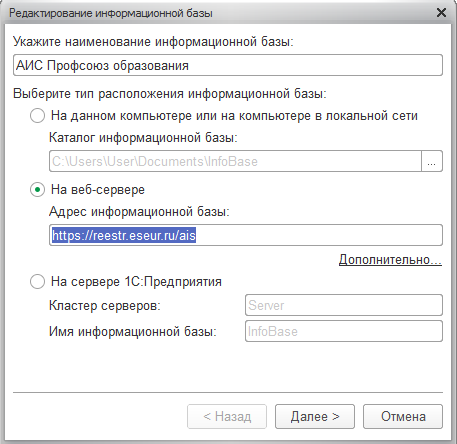 Редактирование информационной базы
Укажите наименование информационной базы:
АИС Профсоюз образования
Выберите тип расположения информационной базы:
На данном компьютере или на компьютере в локальной сети
Каталог информационной базы:
C:\Users\User\Documents\InfoBase ...
На веб-сервере
Адрес информационной базы:
https://reestr.eseur.ru/ais
Дополнительно...
На сервере 1С:Предприятия
Кластер серверов: Server
Имя информационной базы: InfoBase
< Назад Далее > Отмена